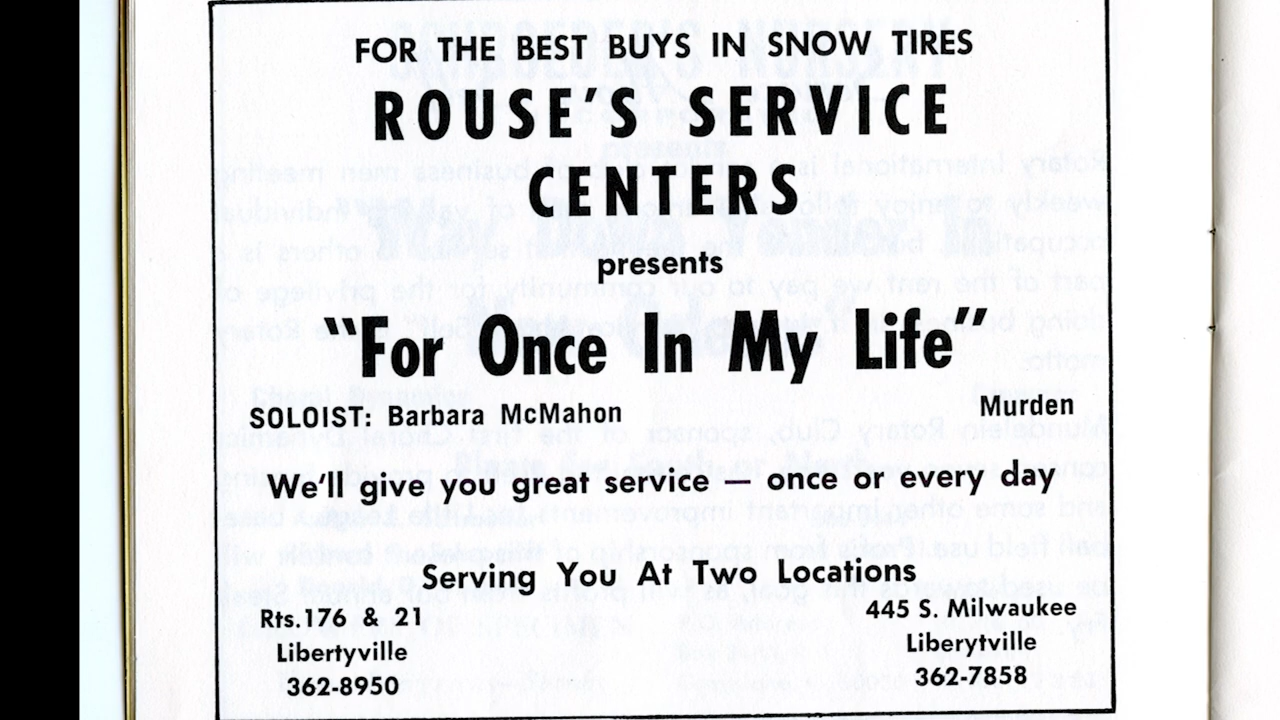 FOR THE BEST BUYS IN SNOW TIRES
ROUSE'S SERVICE
CENTERS
presents
"For Once In My Life"
SOLOIST: Barbara McMahon Murden
We'll give you great service — once or every day
Serving You At Two Locations
Rts. 176 & 21
Libertyville
362-8950
445 S. Milwaukee
Liberytville
362-7858